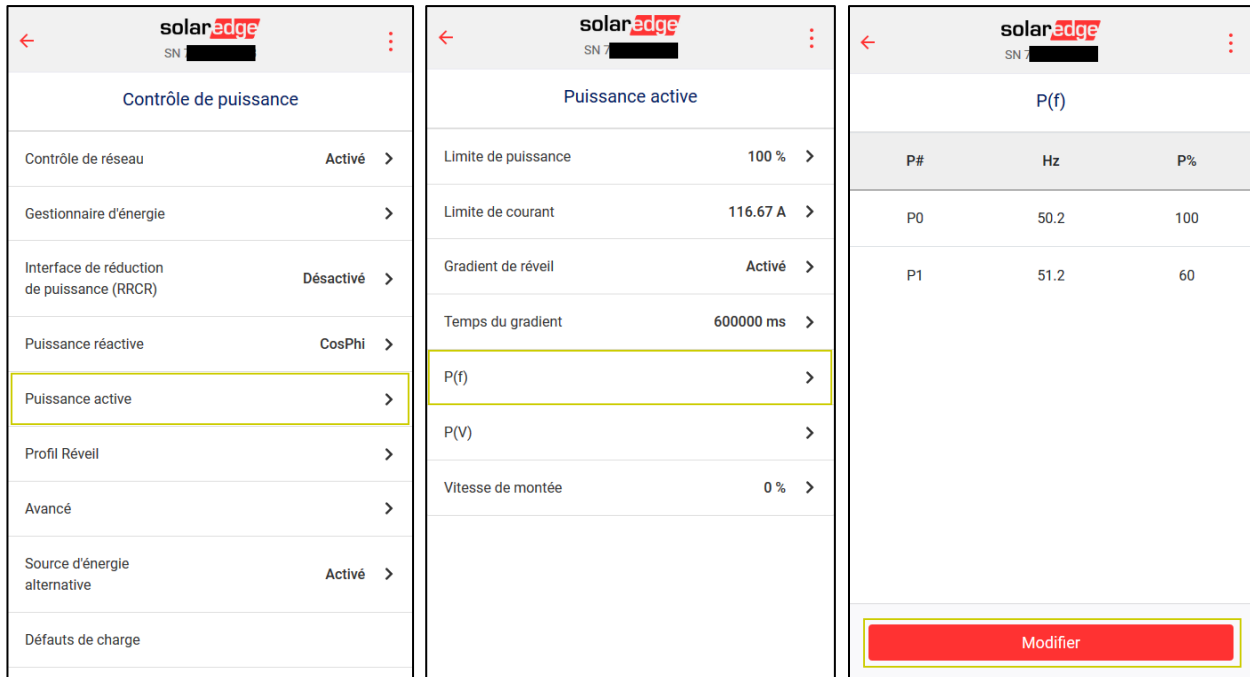 solaredge
SN 7
Contrôle de puissance
Contrôle de réseau Activé
Gestionnaire d'énergie
Interface de réduction
de puissance (RRCR) Désactivé
Puissance réactive CosPhi
Puissance active
Profil Réveil
Avancé
Source d'énergie
alternative Activé
Défauts de charge
solaredge
SN 7
Puissance active
Limite de puissance 100 %
Limite de courant 116.67 A
Gradient de réveil Activé
Temps du gradient 600000 ms
P(f)
P(V)
Vitesse de montée 0 %
solaredge
SN 7
P(f)
P# Hz P%
P0 50.2 100
P1 51.2 60
Modifier